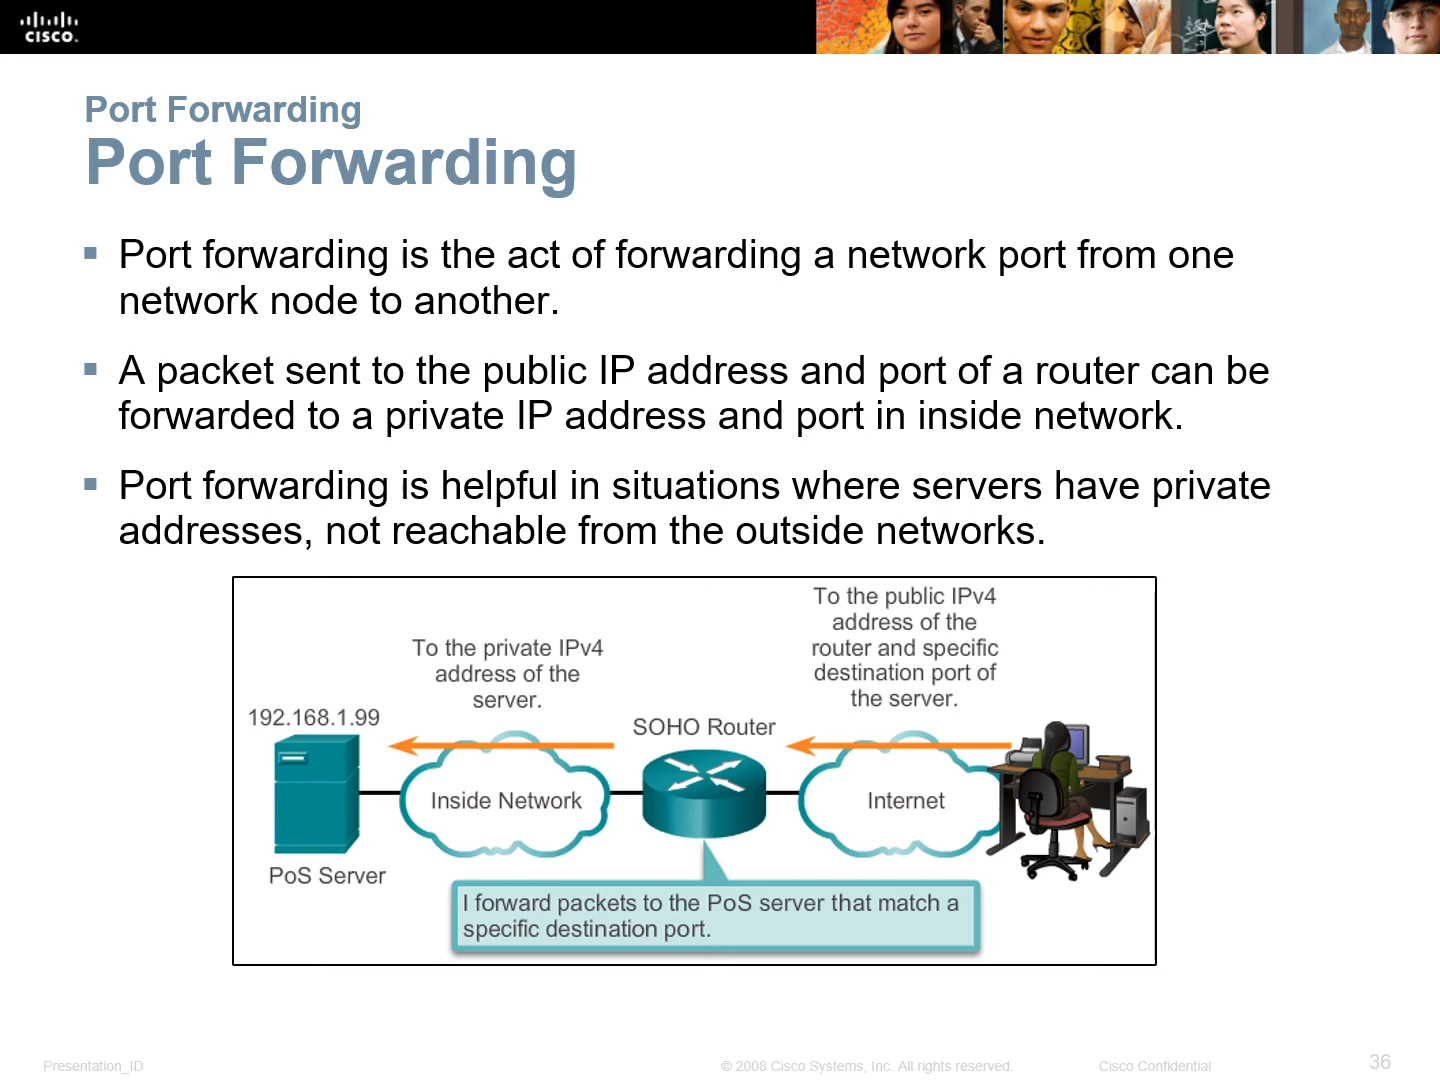 CISCO.
Port Forwarding
Port Forwarding
Port forwarding is the act of forwarding a network port from one
network node to another.
A packet sent to the public IP address and port of a router can be
forwarded to a private IP address and port in inside network.
Port forwarding is helpful in situations where servers have private
addresses, not reachable from the outside networks.
To the public IPv4
address of the
router and specific
destination port of
the server.
To the private IPv4
address of the
server.
192.168.1.99
SOHO Router
Inside Network
Internet
PoS Server
I forward packets to the PoS server that match a
specific destination port.
Presentation_ID
© 2008 Cisco Systems, Inc. All rights reserved.
Cisco Confidential
36